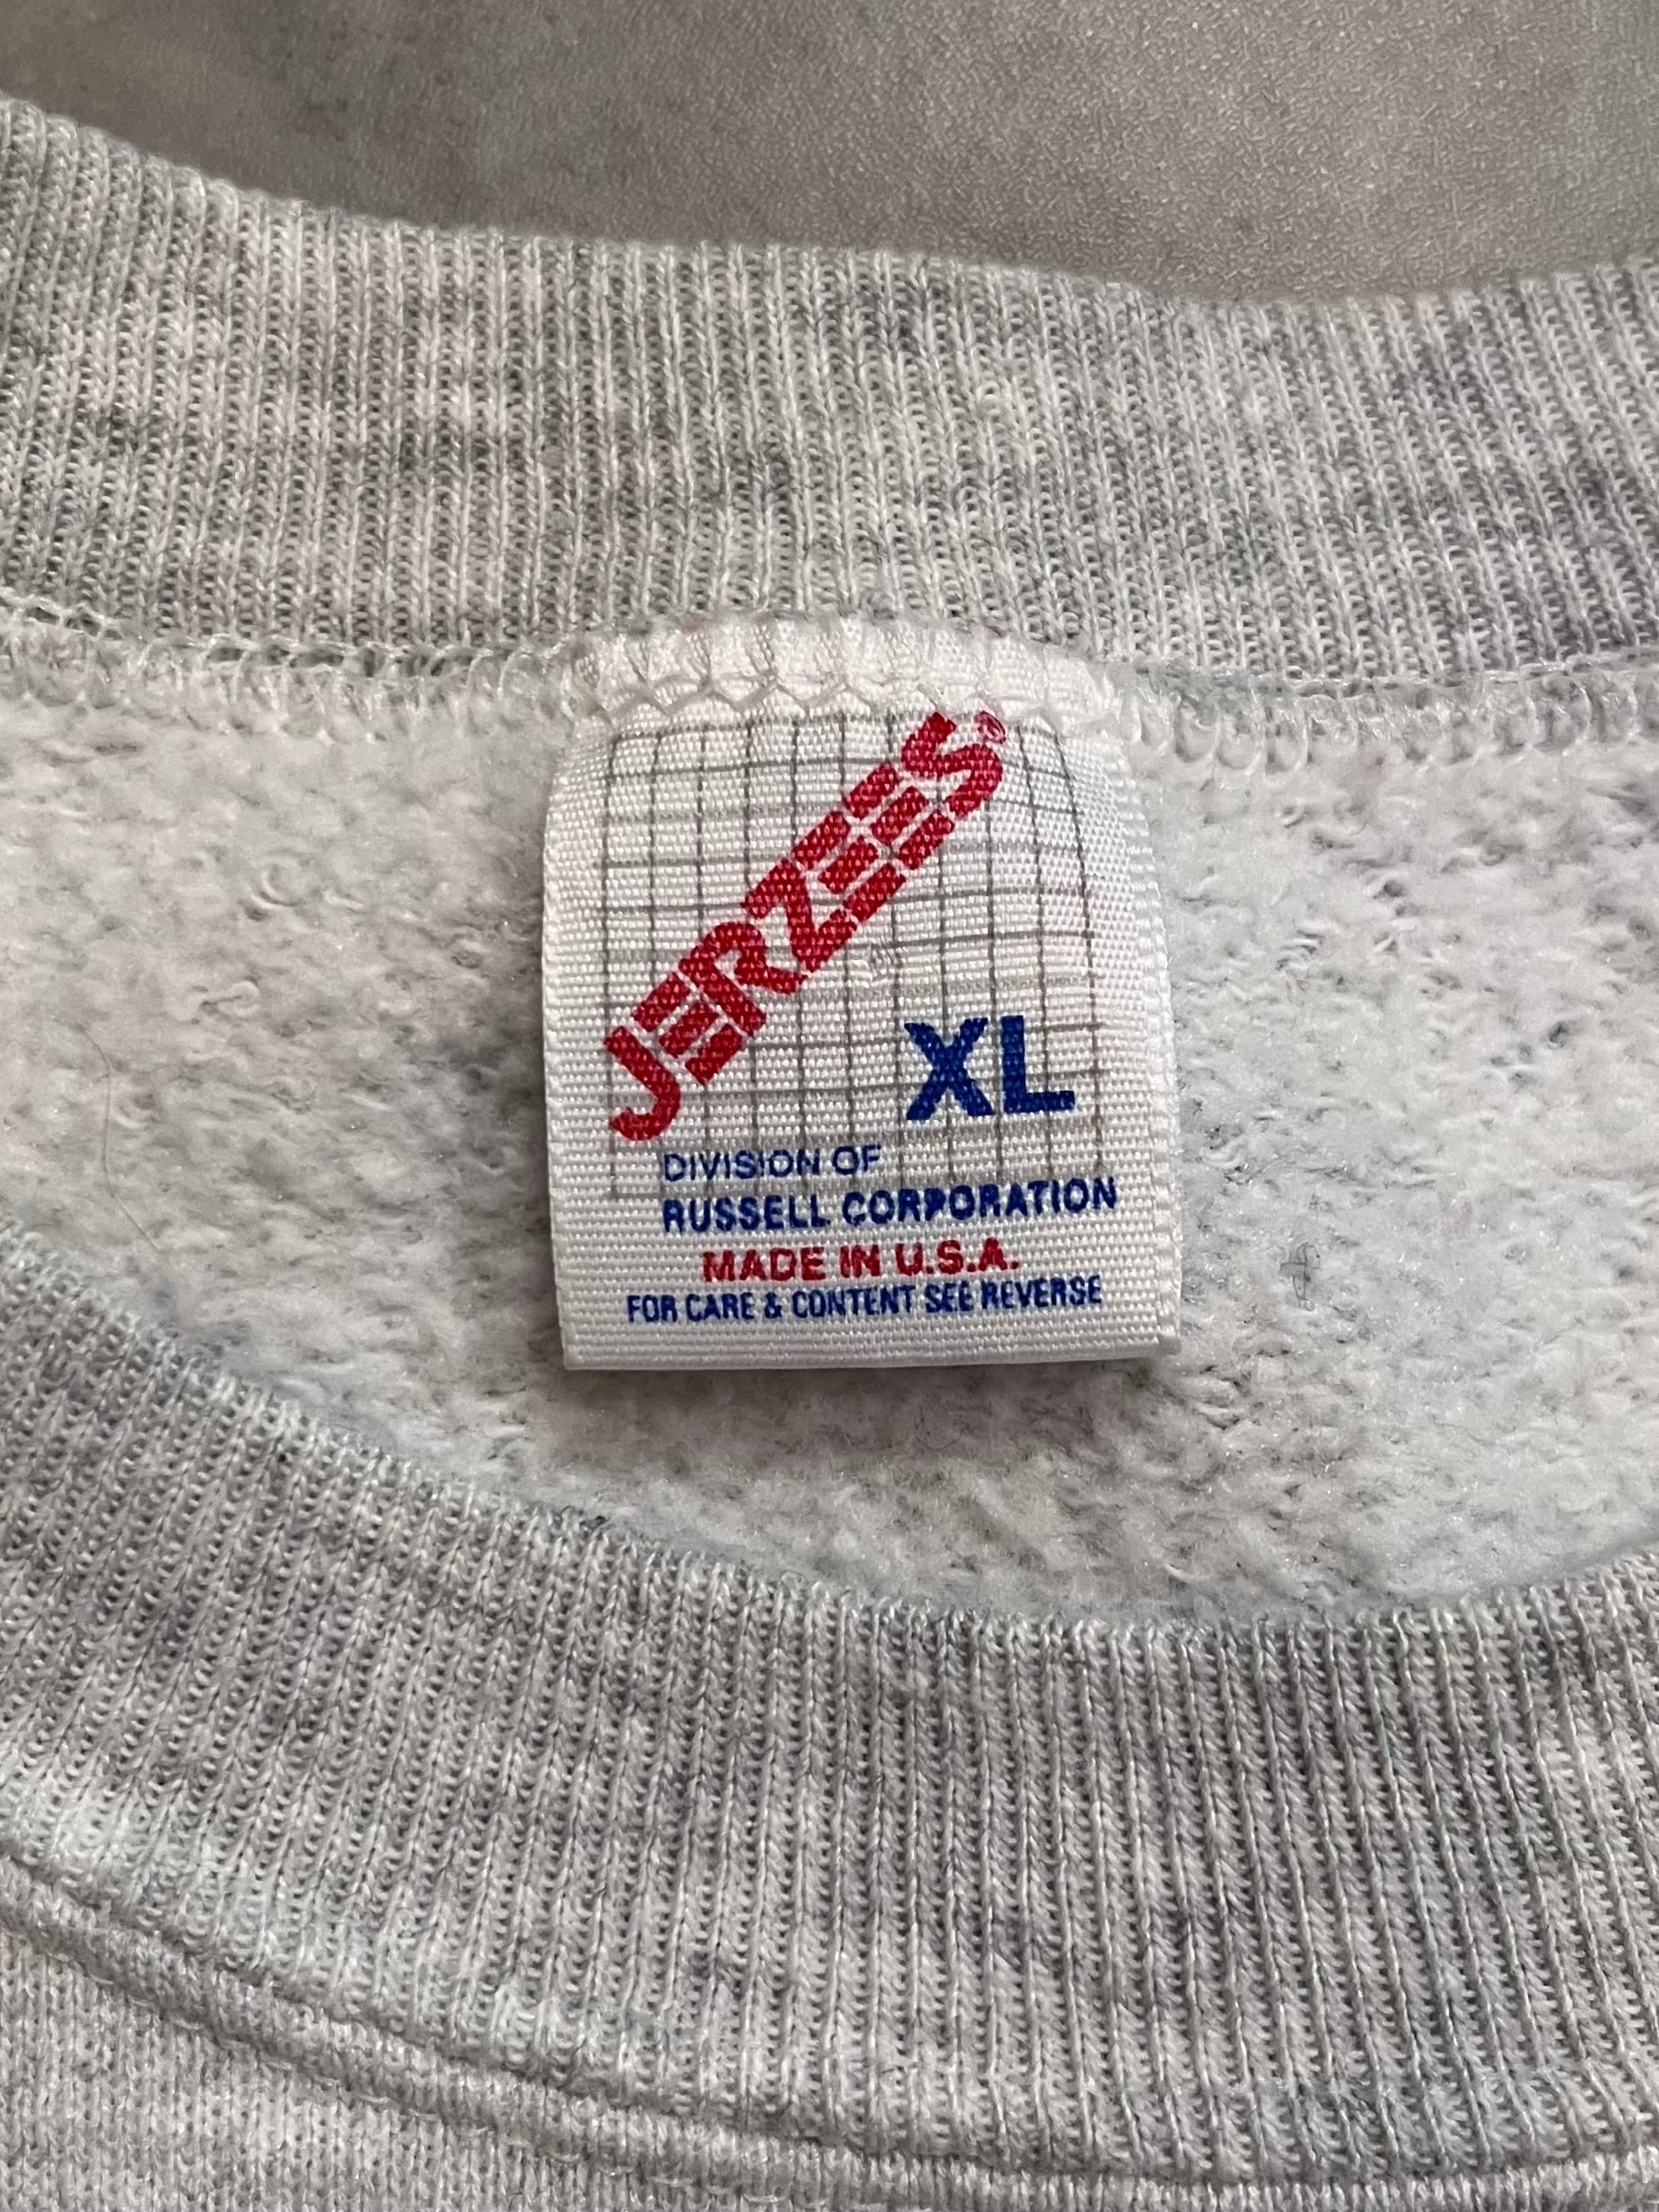 JERZEES®
XL
DIVISION OF
RUSSELL CORPORATION
MADE IN U.S.A.
FOR CARE & CONTENT SEE REVERSE